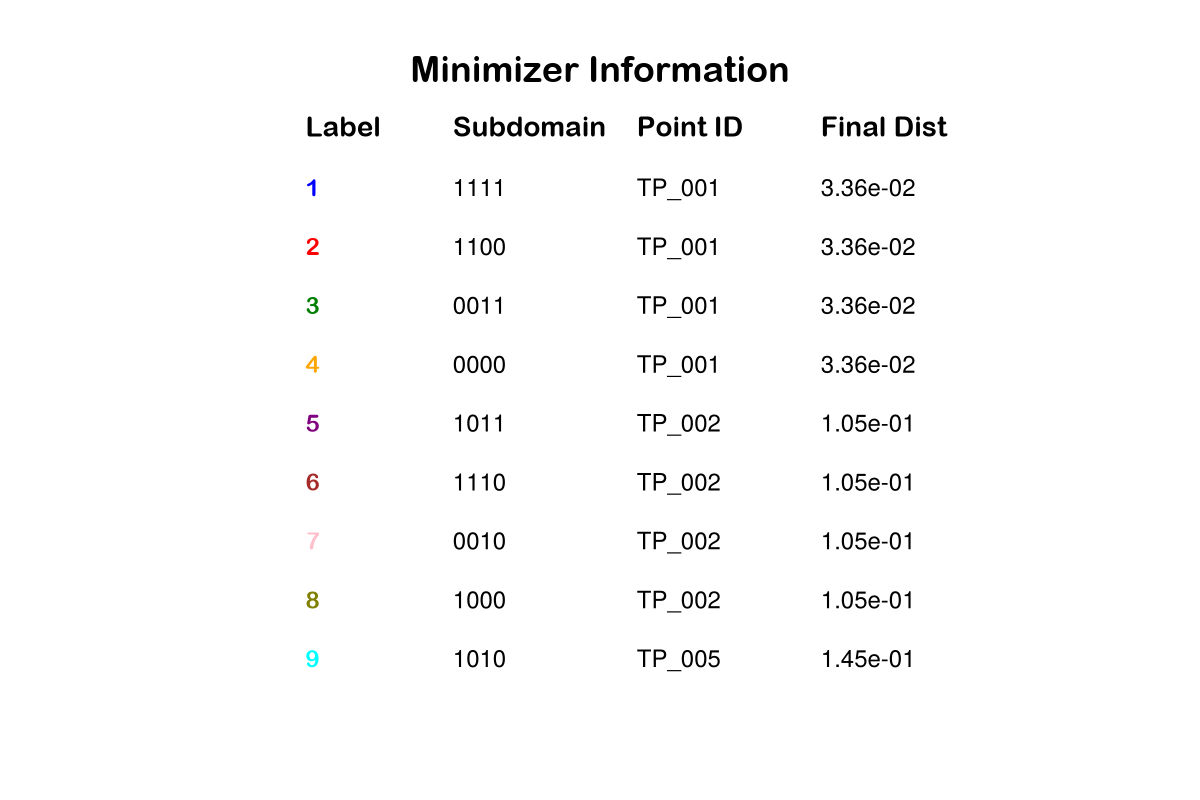 Minimizer Information
Label Subdomain Point ID Final Dist
1 1111 TP_001 3.36e-02
2 1100 TP_001 3.36e-02
3 0011 TP_001 3.36e-02
4 0000 TP_001 3.36e-02
5 1011 TP_002 1.05e-01
6 1110 TP_002 1.05e-01
7 0010 TP_002 1.05e-01
8 1000 TP_002 1.05e-01
9 1010 TP_005 1.45e-01